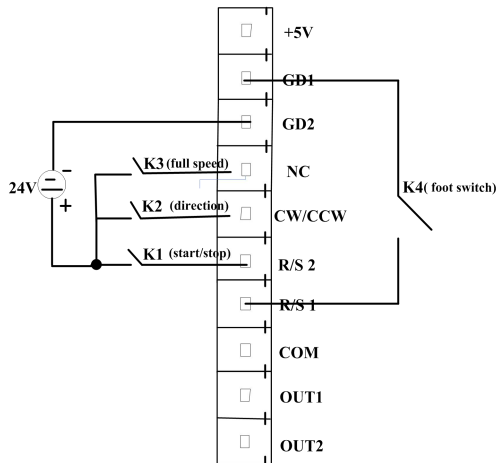 +5V
GD1
GD2
K3 (full speed)
NC
24V
-
+
K4( foot switch)
K2 (direction)
CW/CCW
K1 (start/stop)
R/S 2
R/S 1
COM
OUT1
OUT2